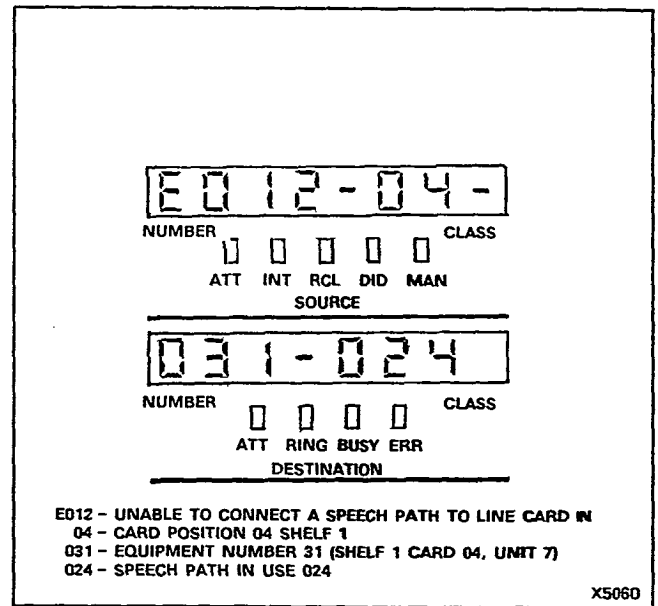 E012-04-
NUMBER CLASS
ATT INT RCL DID MAN
SOURCE
031-024
NUMBER CLASS
ATT RING BUSY ERR
DESTINATION
E012 – UNABLE TO CONNECT A SPEECH PATH TO LINE CARD IN
04 – CARD POSITION 04 SHELF 1
031 – EQUIPMENT NUMBER 31 (SHELF 1 CARD 04, UNIT 7)
024 – SPEECH PATH IN USE 024
X5060